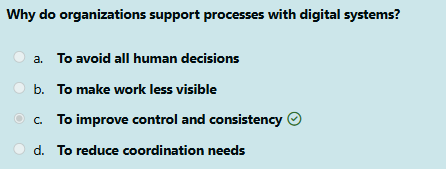 Why do organizations support processes with digital systems?
a. To avoid all human decisions
b. To make work less visible
c. To improve control and consistency
d. To reduce coordination needs